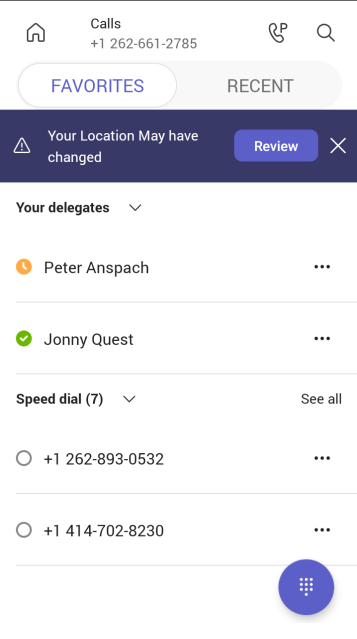 Calls
+1 262-661-2785
FAVORITES
RECENT
Your Location May have
changed
Review
Your delegates
Peter Anspach
Jonny Quest
Speed dial (7)
See all
+1 262-893-0532
+1 414-702-8230